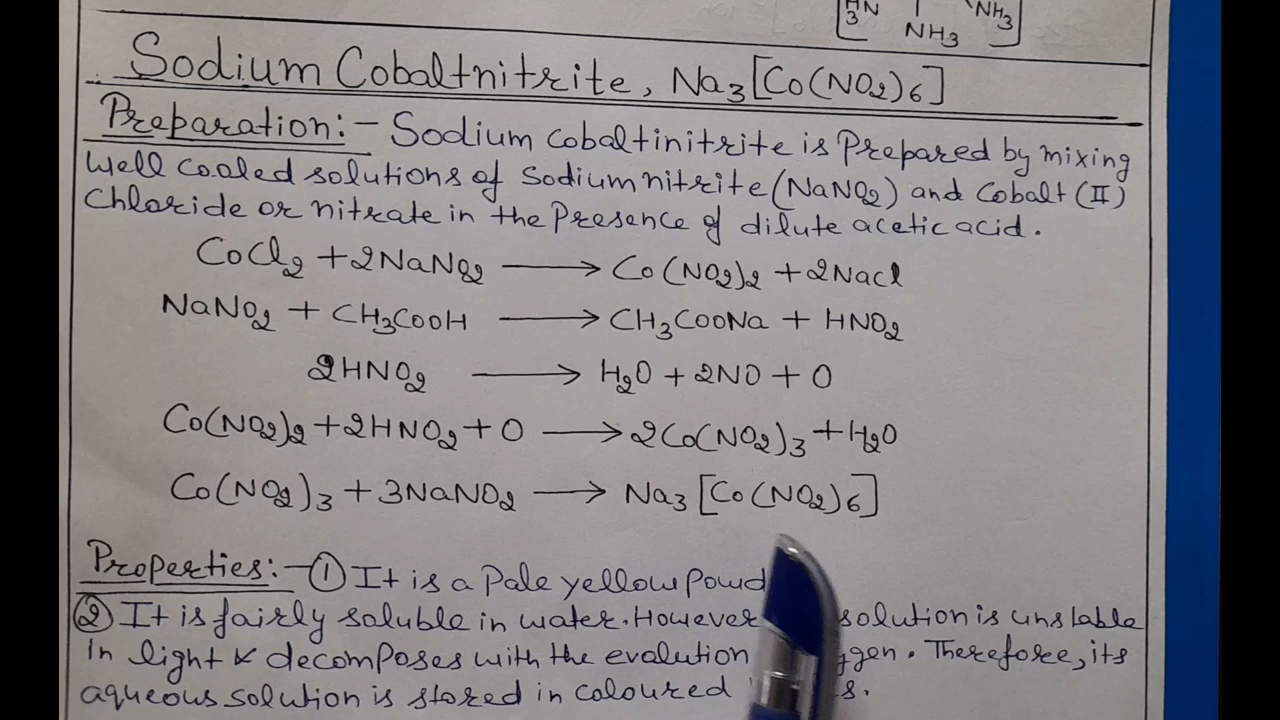 H3N NH3
NH3
Sodium Cobaltnitrite, Na3[Co(NO2)6]
Preparation:- Sodium cobaltinitrite is Prepared by mixing
well cooled solutions of Sodium nitrite (NaNO2) and Cobalt (II)
Chloride or nitrate in the Presence of dilute acetic acid.
CoCl2 + 2NaNO2 ⟶ Co(NO2)2 + 2NaCl
NaNO2 + CH3COOH ⟶ CH3COONa + HNO2
2HNO2 ⟶ H2O + 2NO + O
Co(NO2)2 + 2HNO2 + O ⟶ 2Co(NO2)3 + H2O
Co(NO2)3 + 3NaNO2 ⟶ Na3[Co(NO2)6]
Properties:- ① It is a Pale yellow
② It is fairly soluble in water. However solution is unstable
in light & decomposes with the evalution . Therefore, its
aqueous solution is stored in coloured